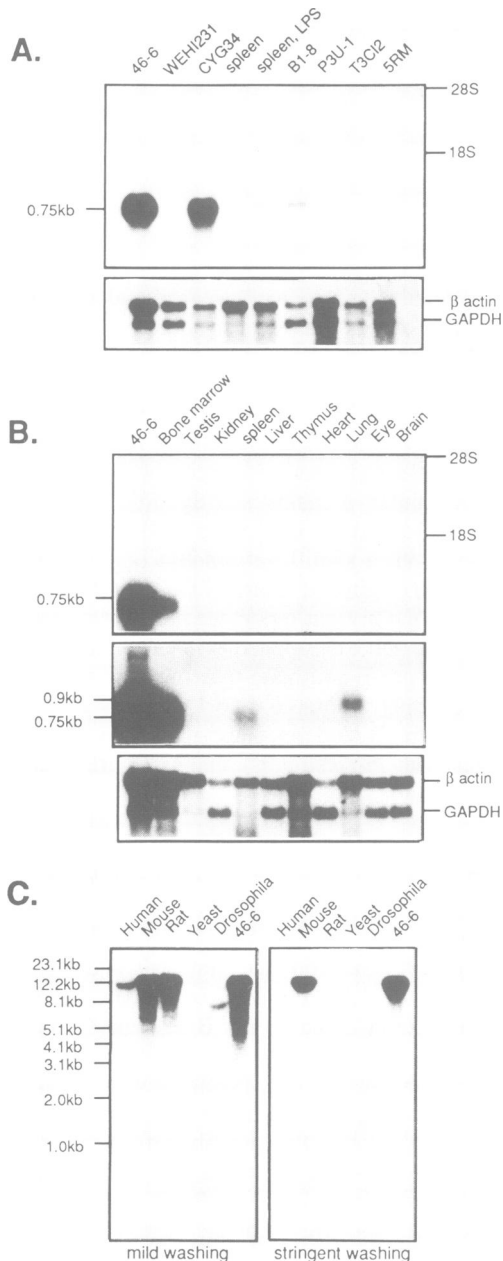 A.
46-6 WEHI231 CYG34 spleen spleen, LPS B1-8 P3U-1 T3Cl2 5RM
28S
18S
0.75kb
β actin
GAPDH
B.
46-6 Bone marrow Testis Kidney spleen Liver Thymus Heart Lung Eye Brain
28S
18S
0.75kb
0.9kb
0.75kb
β actin
GAPDH
C.
Human Mouse Rat Yeast Drosophila 46-6 Human Mouse Rat Yeast Drosophila 46-6
23.1kb
12.2kb
8.1kb
5.1kb
4.1kb
3.1kb
2.0kb
1.0kb
mild washing stringent washing